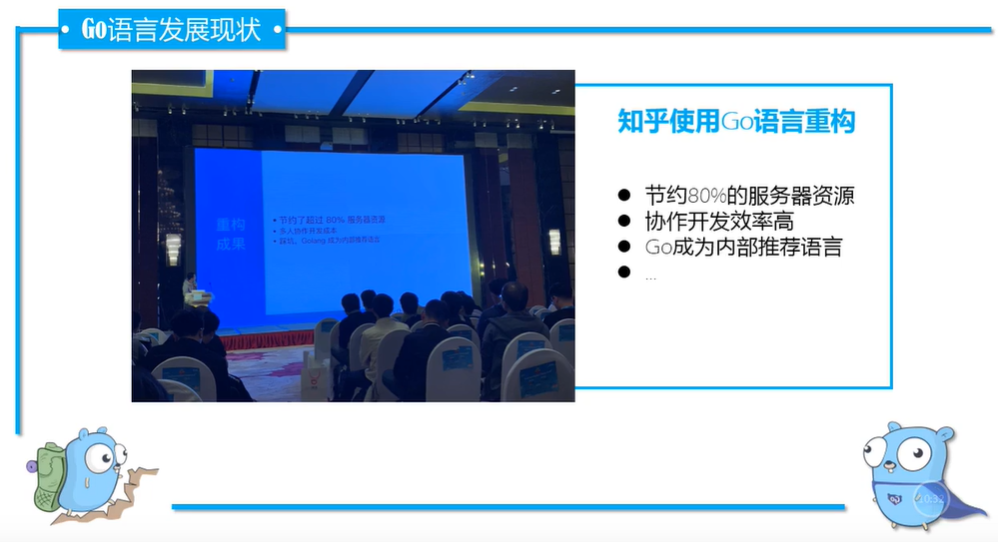 Go语言发展现状
重构
成果
• 节约了超过 80% 服务器资源
• 多人协作开发成本
Golang 成为内部推荐语言
知乎使用Go语言重构
● 节约80%的服务器资源
● 协作开发效率高
● Go成为内部推荐语言
● ...
0:32